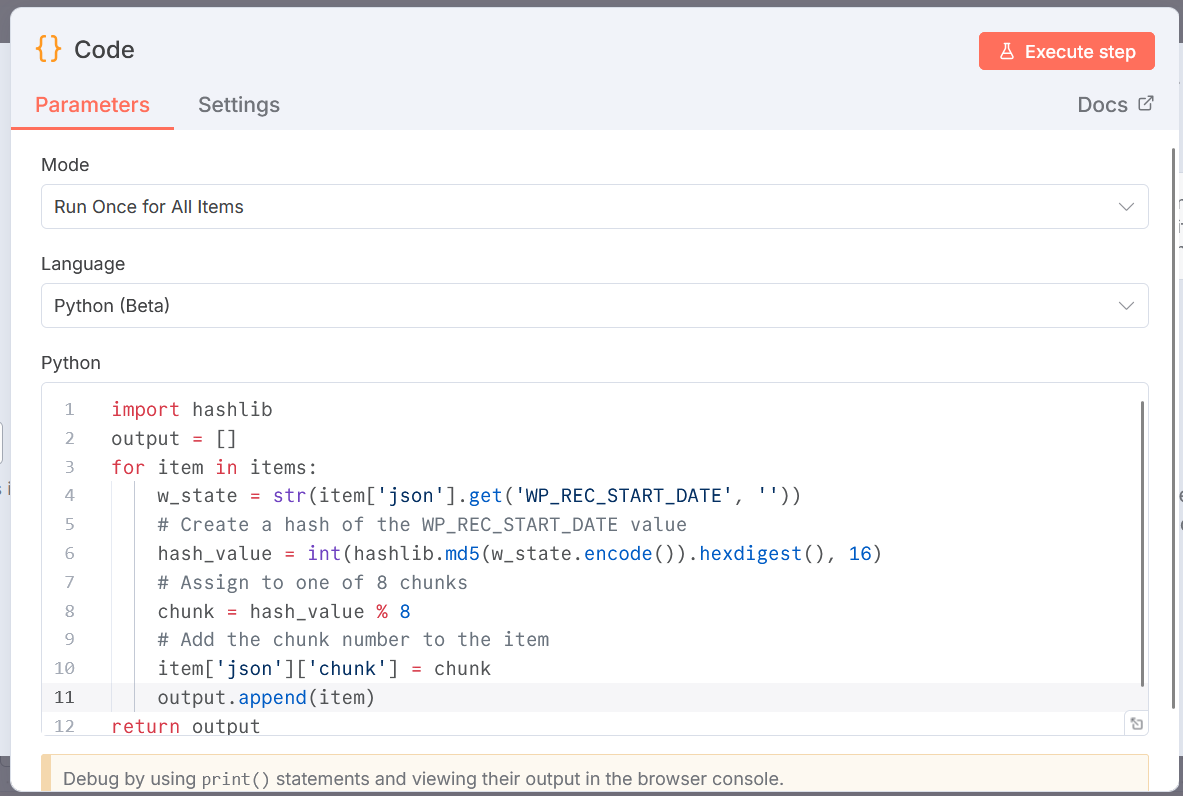 {} Code
Execute step
Parameters
Settings
Docs
Mode
Run Once for All Items
Language
Python (Beta)
Python
1 import hashlib
2 output = []
3 for item in items:
4     w_state = str(item['json'].get('WP_REC_START_DATE', ''))
5     # Create a hash of the WP_REC_START_DATE value
6     hash_value = int(hashlib.md5(w_state.encode()).hexdigest(), 16)
7     # Assign to one of 8 chunks
8     chunk = hash_value % 8
9     # Add the chunk number to the item
10     item['json']['chunk'] = chunk
11     output.append(item)
12 return output
Debug by using print() statements and viewing their output in the browser console.